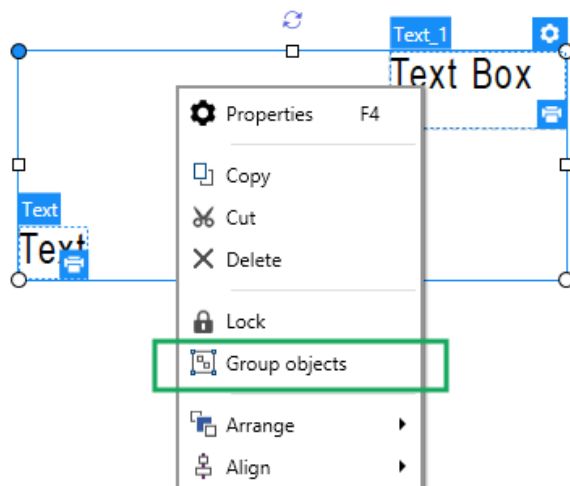 Text_1
Text Box
Properties F4
Copy
Text
Cut
Text
Delete
Lock
Group objects
Arrange
Align